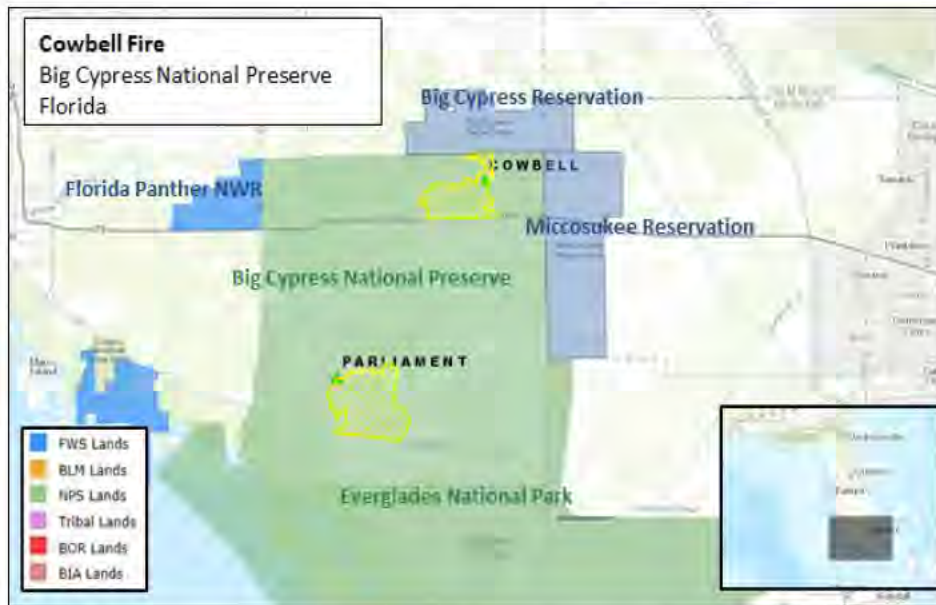 Cowbell Fire
Big Cypress National Preserve
Florida
Big Cypress Reservation
COWBELL
Florida Panther NWR
Miccosukee Reservation
Big Cypress National Preserve
PARLIAMENT
Everglades National Park
FWS Lands
BLM Lands
NPS Lands
Tribal Lands
BOR Lands
BIA Lands